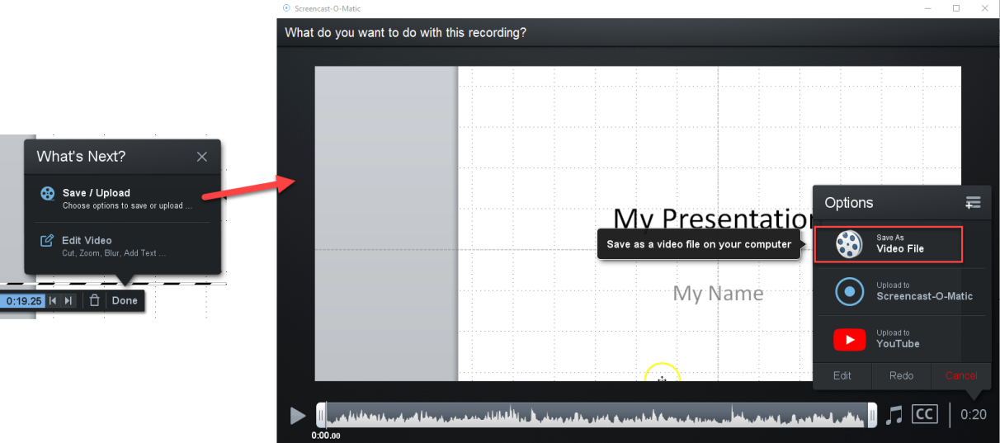 What's Next?
Save / Upload
Choose options to save or upload ...
Edit Video
Cut, Zoom, Blur, Add Text ...
0:19.25
Done
Screencast-O-Matic
What do you want to do with this recording?
My Presentation
Save as a video file on your computer
My Name
Options
Save As
Video File
Upload to
Screencast-O-Matic
Upload to
YouTube
Edit Redo Cancel
0:00.00
CC
0:20